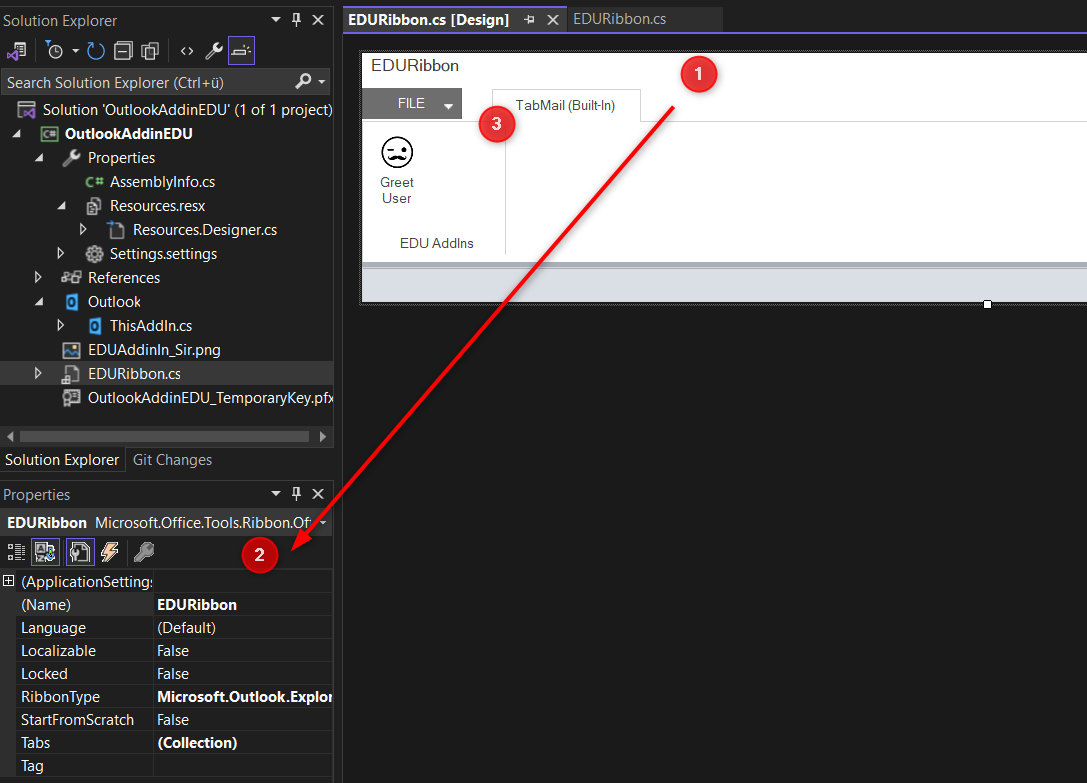 Solution Explorer
Search Solution Explorer (Ctrl+ü)
Solution 'OutlookAddinEDU' (1 of 1 project)
C# OutlookAddinEDU
Properties
C# AssemblyInfo.cs
Resources.resx
Resources.Designer.cs
Settings.settings
References
Outlook
ThisAddIn.cs
EDUAddinIn_Sir.png
EDURibbon.cs
OutlookAddinEDU_TemporaryKey.pfx
Solution Explorer Git Changes
Properties
EDURibbon Microsoft.Office.Tools.Ribbon.Of
2
(ApplicationSettings
(Name) EDURibbon
Language (Default)
Localizable False
Locked False
RibbonType Microsoft.Outlook.Explor
StartFromScratch False
Tabs (Collection)
Tag
EDURibbon.cs [Design] EDURibbon.cs
EDURibbon
1
FILE TabMail (Built-In)
3
Greet
User
EDU AddIns